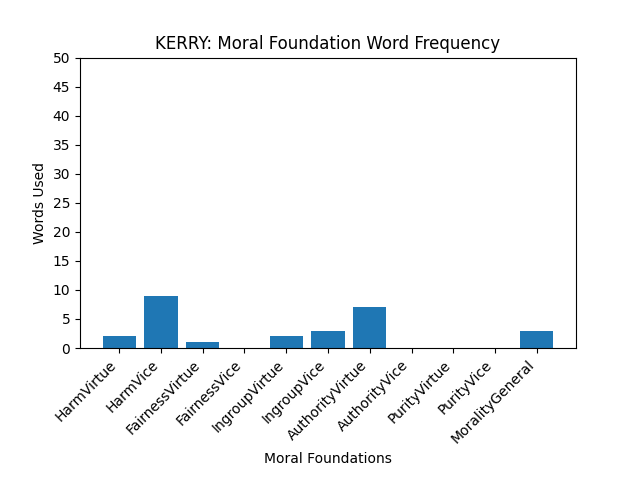 KERRY: Moral Foundation Word Frequency
50
45
40
35
30
25
20
15
10
5
0
Words Used
HarmVirtue
HarmVice
FairnessVirtue
FairnessVice
IngroupVirtue
IngroupVice
AuthorityVirtue
AuthorityVice
PurityVirtue
PurityVice
MoralityGeneral
Moral Foundations